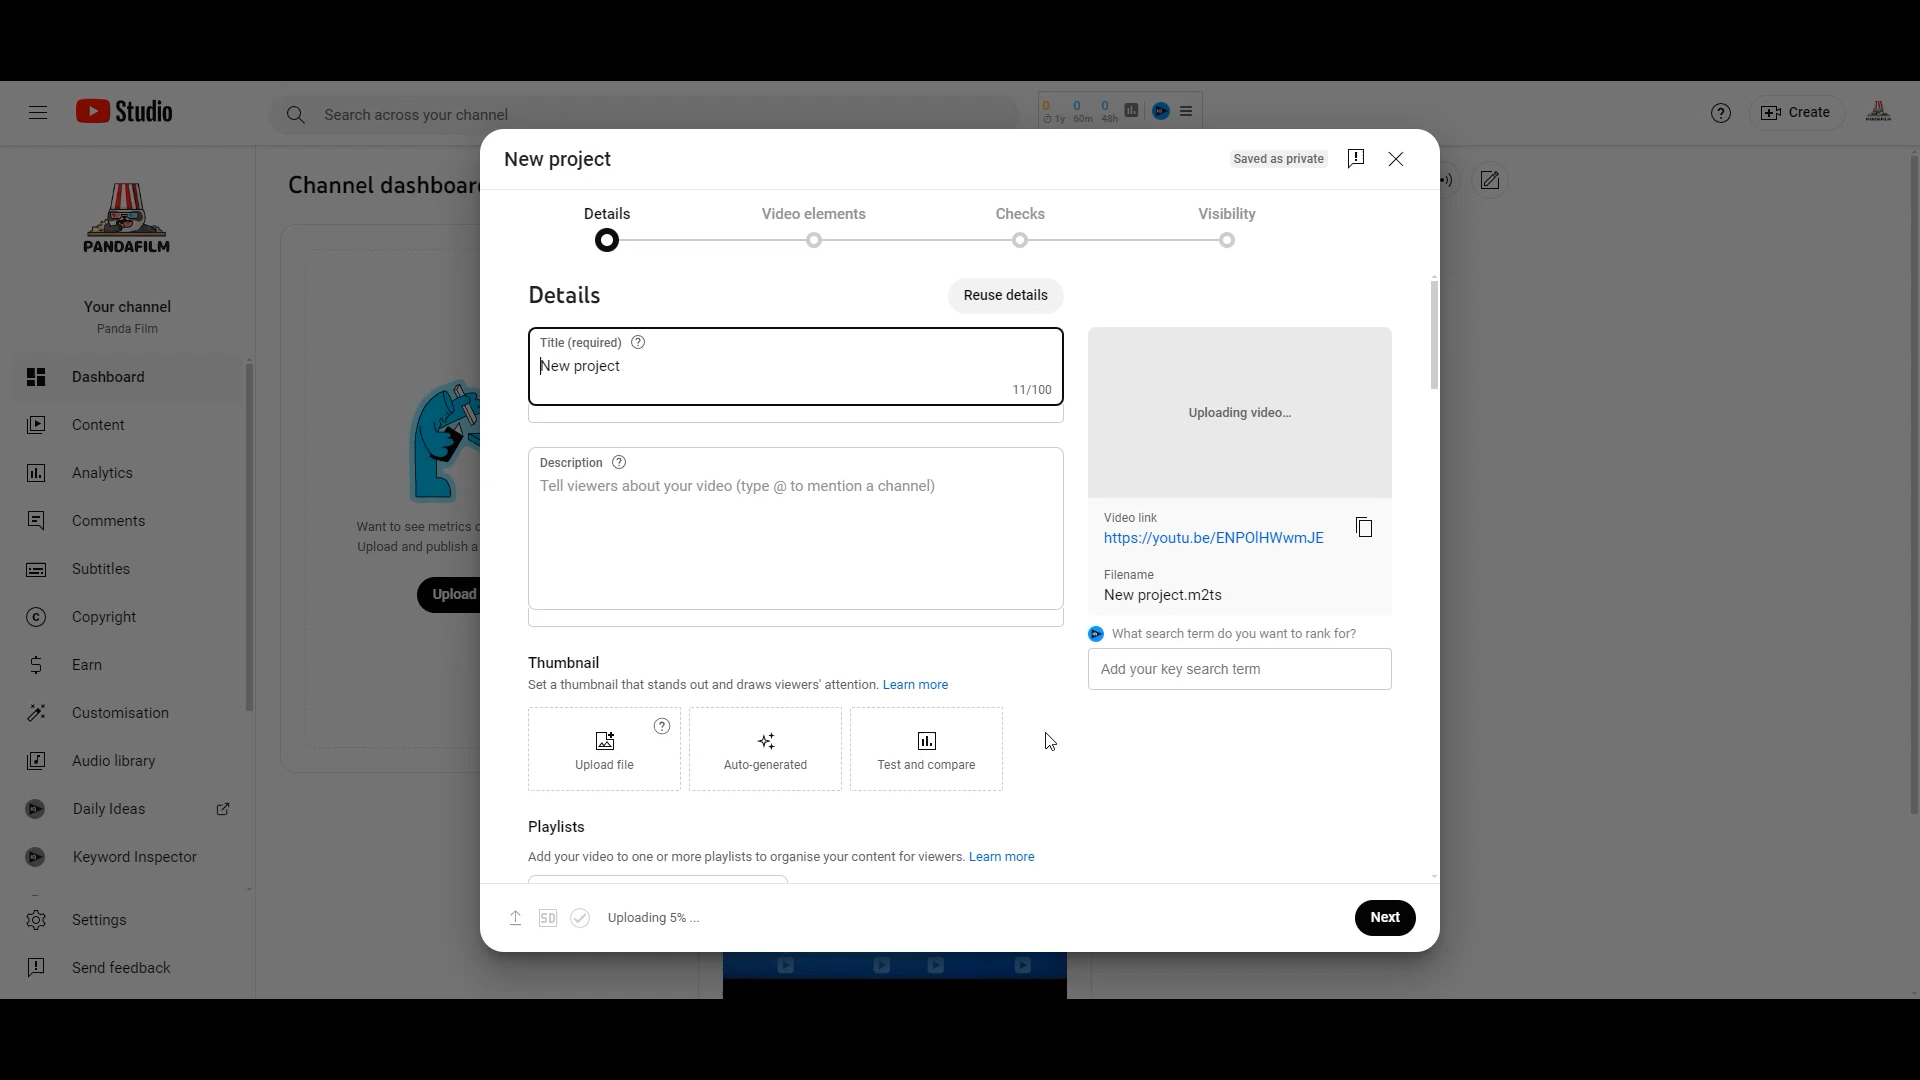 Studio
Search across your channel
0 0 0
1y 60m 48h
Create
New project
Saved as private
Channel dashboar
PANDAFILM
Your channel
Panda Film
Dashboard
Content
Analytics
Comments
Subtitles
Copyright
Earn
Customisation
Audio library
Daily Ideas
Keyword Inspector
Settings
Send feedback
Want to see metrics
Upload and publish a
Upload
Details
Video elements
Checks
Visibility
Details
Reuse details
Title (required)
New project
11/100
Description
Tell viewers about your video (type @ to mention a channel)
Thumbnail
Set a thumbnail that stands out and draws viewers' attention. Learn more
Upload file
Auto-generated
Test and compare
Playlists
Add your video to one or more playlists to organise your content for viewers. Learn more
Uploading video...
Video link
https://youtu.be/ENPOlHWwmJE
Filename
New project.m2ts
What search term do you want to rank for?
Add your key search term
SD
Uploading 5% ...
Next